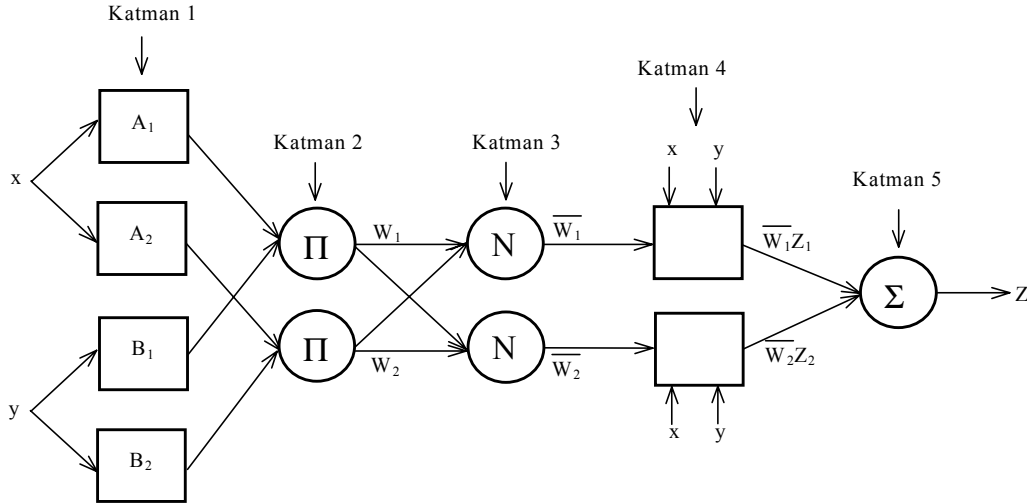 Katman 1
A1
x
A2
B1
y
B2
Katman 2
Π
Π
W1
W2
Katman 3
N
N
W̅1
W̅2
Katman 4
x y
x y
W̅1Z1
W̅2Z2
Katman 5
Σ
Z